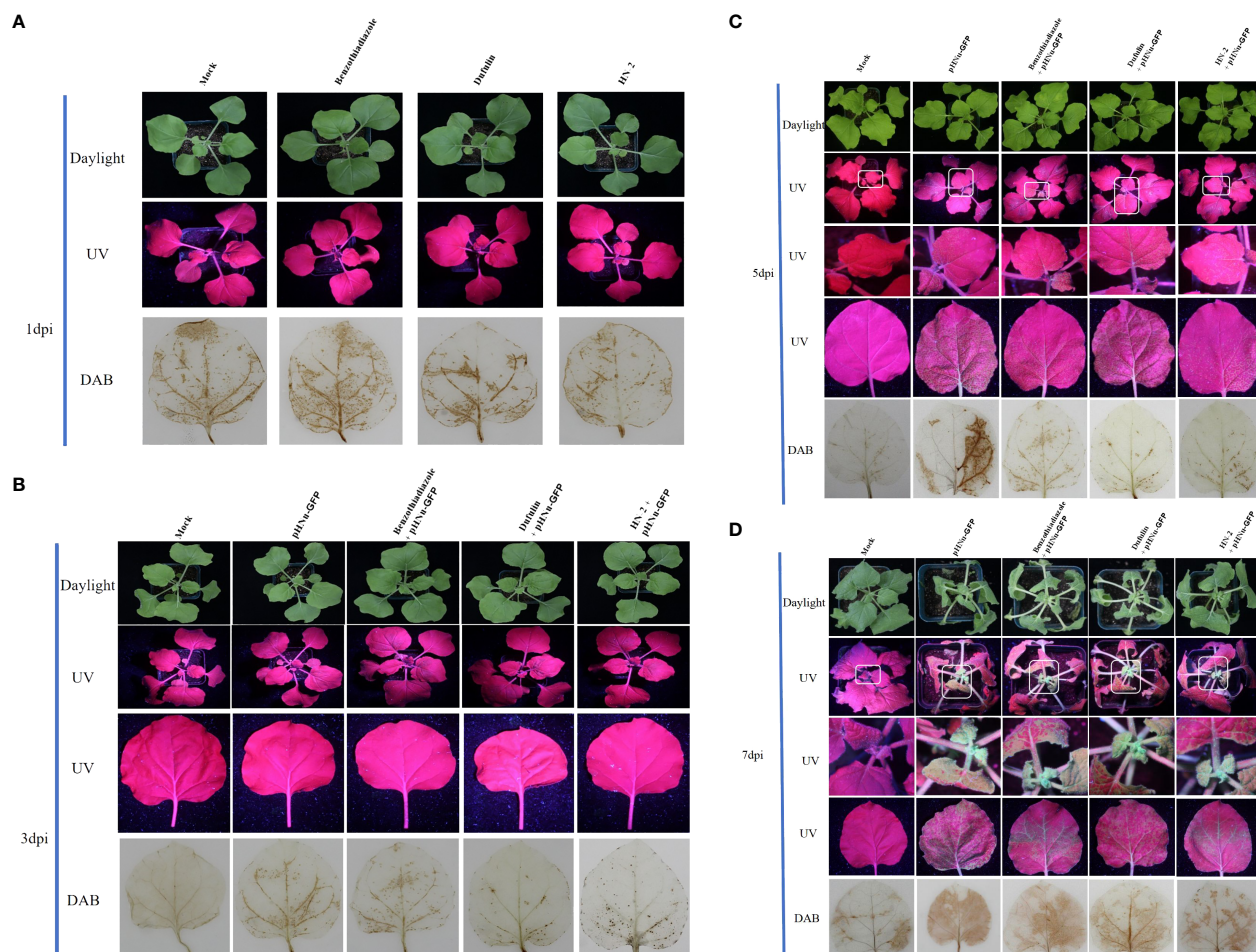 A
Mock
Benzothiadiazole
Dufulin
HN 2
Daylight
UV
1dpi
DAB
B
Mock
pHNu-GFP
Benzothiadiazole
+ pHNu-GFP
Dufulin
+ pHNu-GFP
HN 2 +
pHNu-GFP
Daylight
UV
UV
3dpi
DAB
C
Mock
pHNu-GFP
Benzothiadiazole
+ pHNu-GFP
Dufulin
+ pHNu-GFP
HN 2
+ pHNu-GFP
Daylight
UV
UV
5dpi
UV
DAB
D
Mock
pHNu-GFP
Benzothiadiazole
+ pHNu-GFP
Dufulin
+ pHNu-GFP
HN 2
+ pHNu-GFP
Daylight
UV
7dpi
UV
UV
DAB